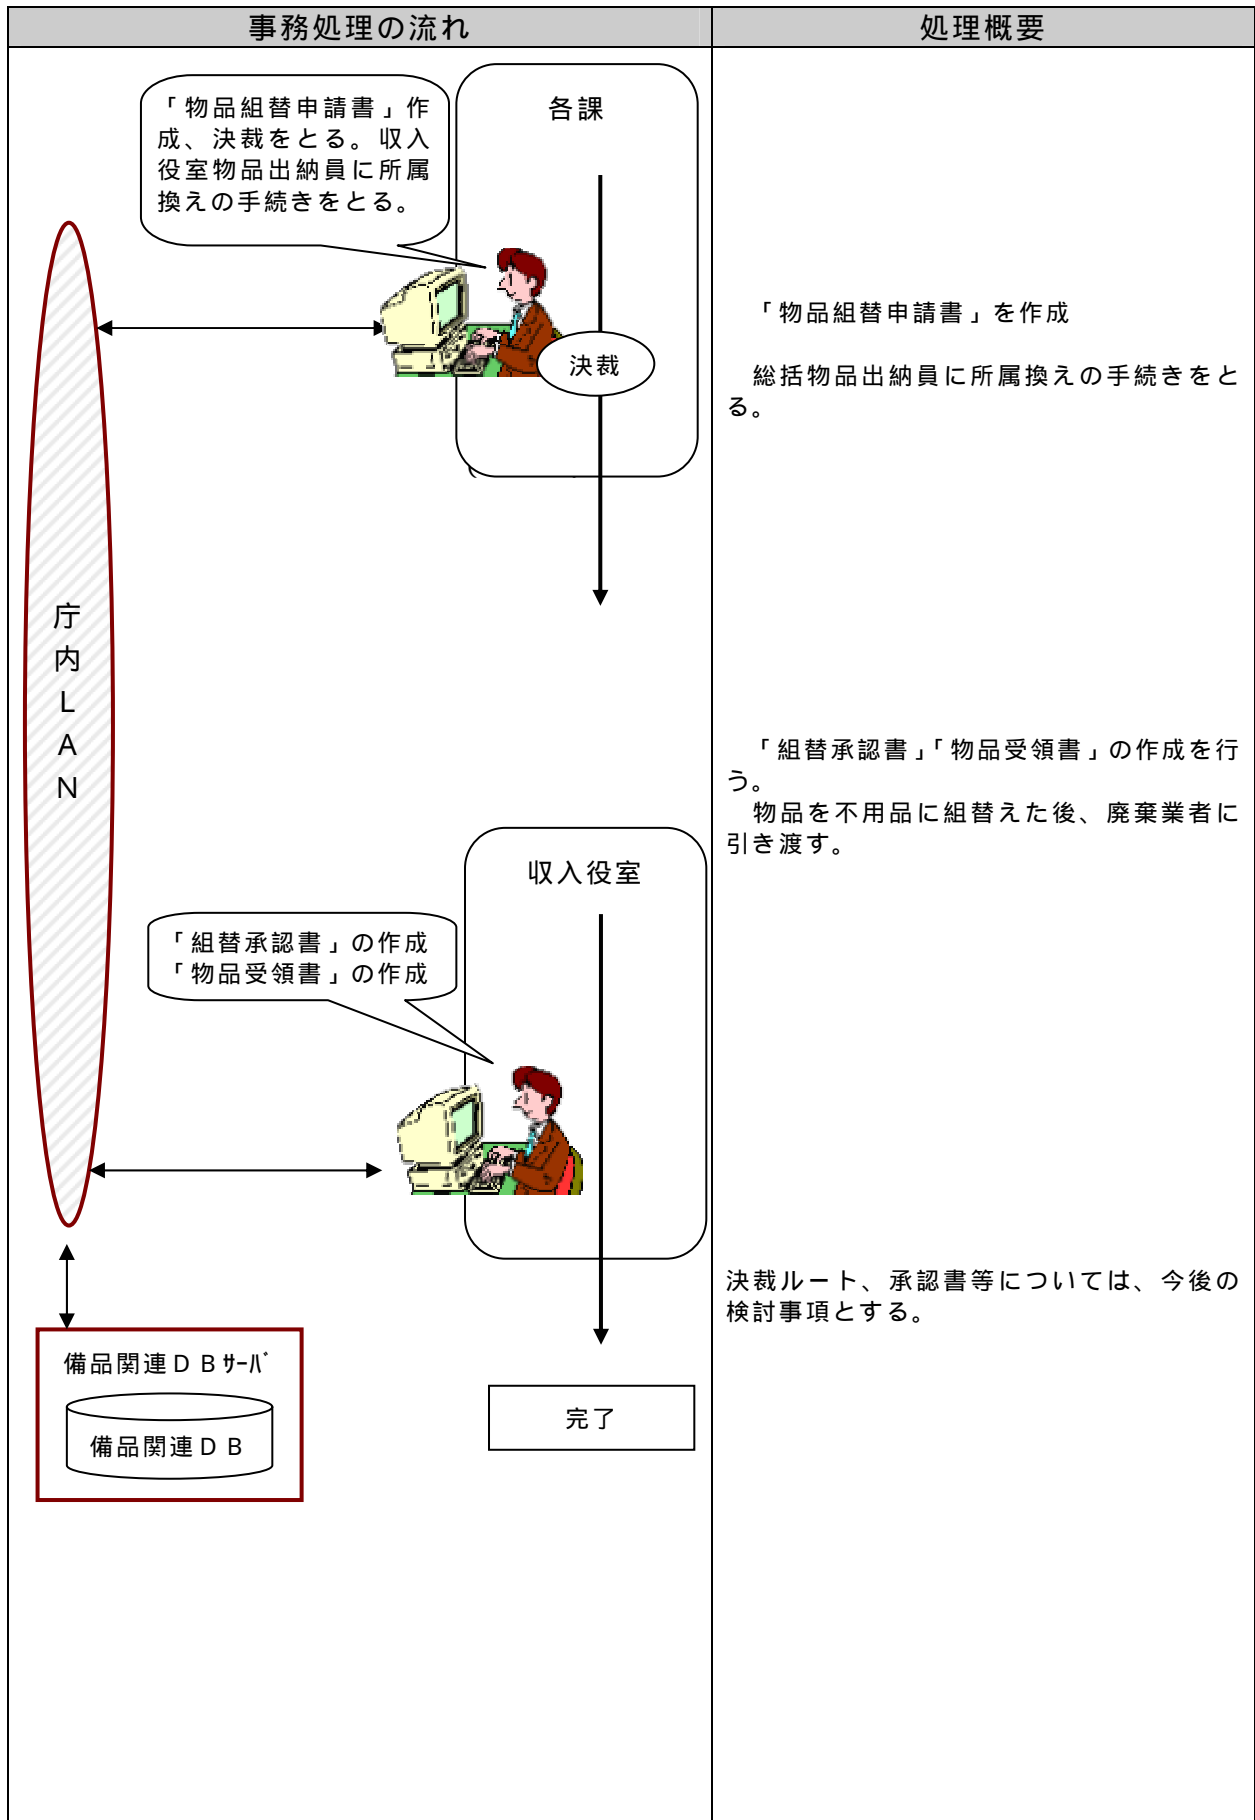 事務処理の流れ
処理概要
「物品組替申請書」作
成、決裁をとる。収入
役室物品出納員に所属
換えの手続きをとる。
各課
決裁
「物品組替申請書」を作成
総括物品出納員に所属換えの手続きをと
る。
庁
内
Ｌ
Ａ
Ｎ
「組替承認書」「物品受領書」の作成を行
う。
物品を不用品に組替えた後、廃棄業者に
引き渡す。
収入役室
「組替承認書」の作成
「物品受領書」の作成
決裁ルート、承認書等については、今後の
検討事項とする。
備品関連ＤＢｻｰﾊﾞ
備品関連ＤＢ
完了